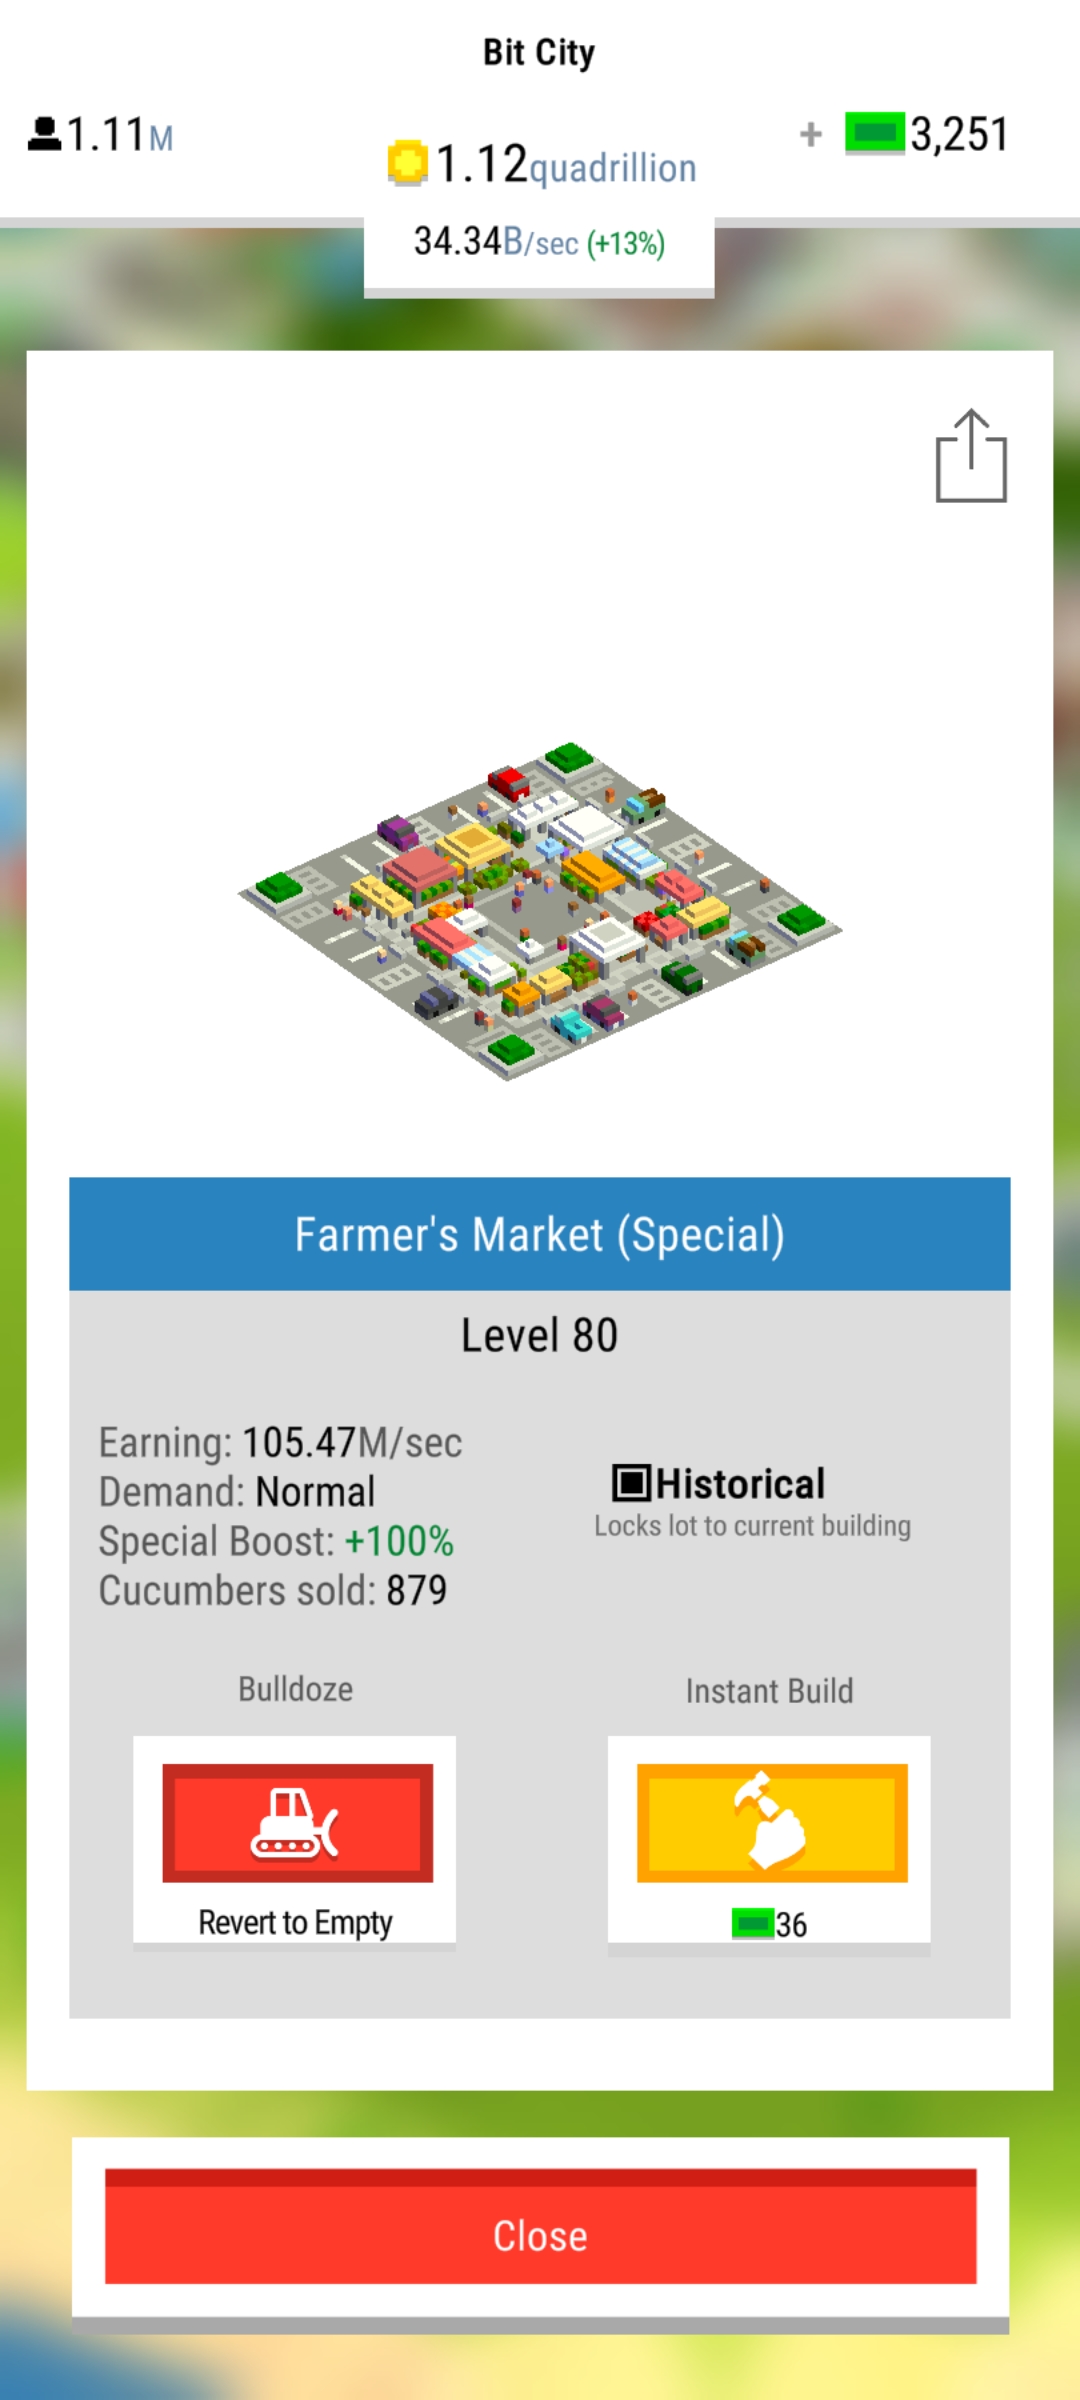 Bit City
1.11M
1.12quadrillion
+ 3,251
34.34B/sec (+13%)
Farmer's Market (Special)
Level 80
Earning: 105.47M/sec
Demand: Normal
Special Boost: +100%
Cucumbers sold: 879
Historical
Locks lot to current building
Bulldoze
Instant Build
Revert to Empty
36
Close